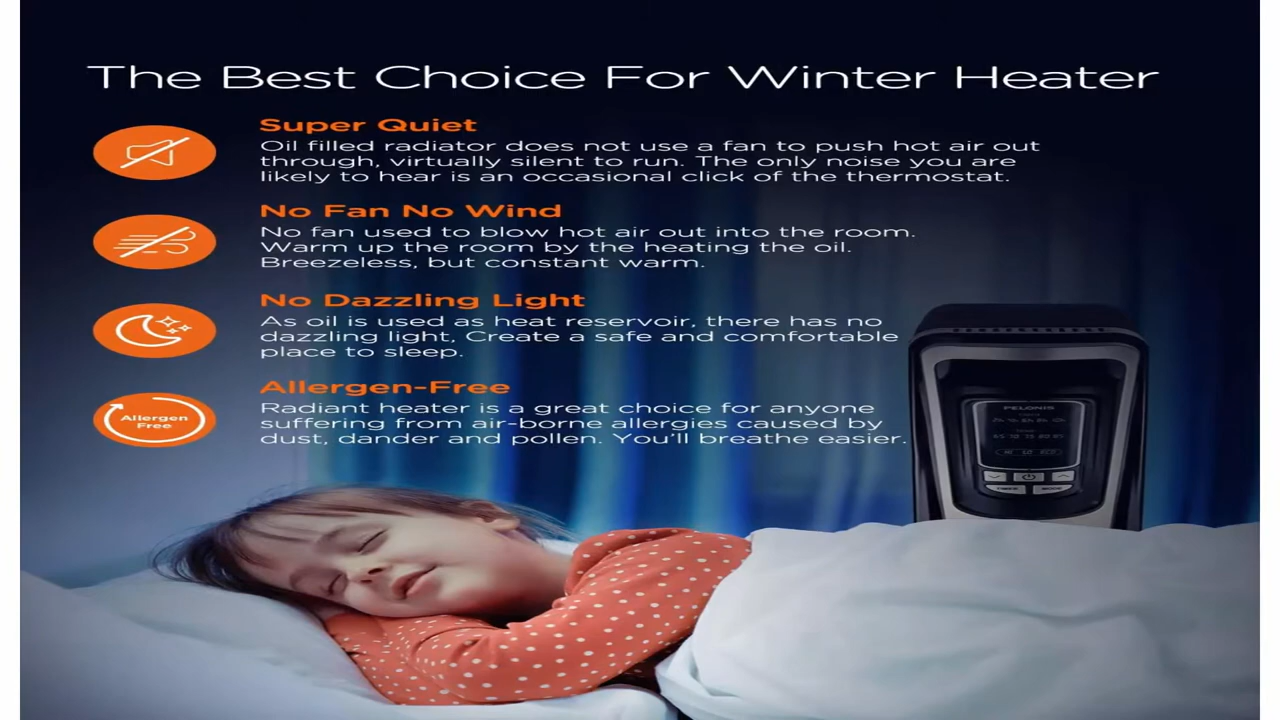 The Best Choice For Winter Heater
Super Quiet
Oil filled radiator does not use a fan to push hot air out
through, virtually silent to run. The only noise you are
likely to hear is an occasional click of the thermostat.
No Fan No Wind
No fan used to blow hot air out into the room.
Warm up the room by the heating the oil.
Breezeless, but constant warm.
No Dazzling Light
As oil is used as heat reservoir, there has no
dazzling light, Create a safe and comfortable
place to sleep.
Allergen
Free
Allergen-Free
Radiant heater is a great choice for anyone
suffering from air-borne allergies caused by
dust, dander and pollen. You'll breathe easier.
PELONIS
TIMER
MODE